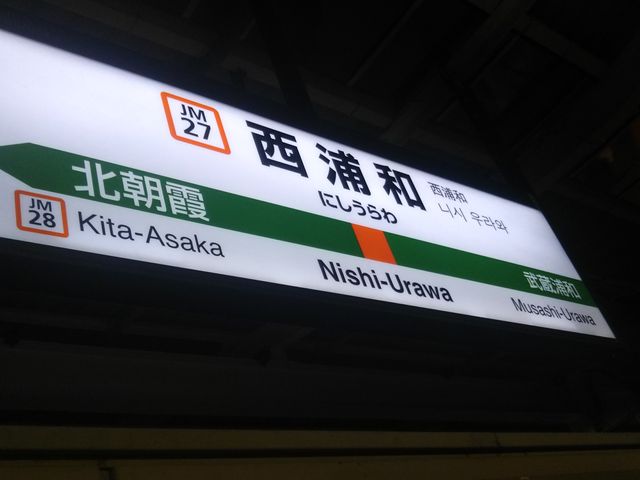 JM
27
西浦和
西浦和
니시 우라와
にしうらわ
北朝霞
武蔵浦和
JM
28
Kita-Asaka
Nishi-Urawa
Musashi-Urawa